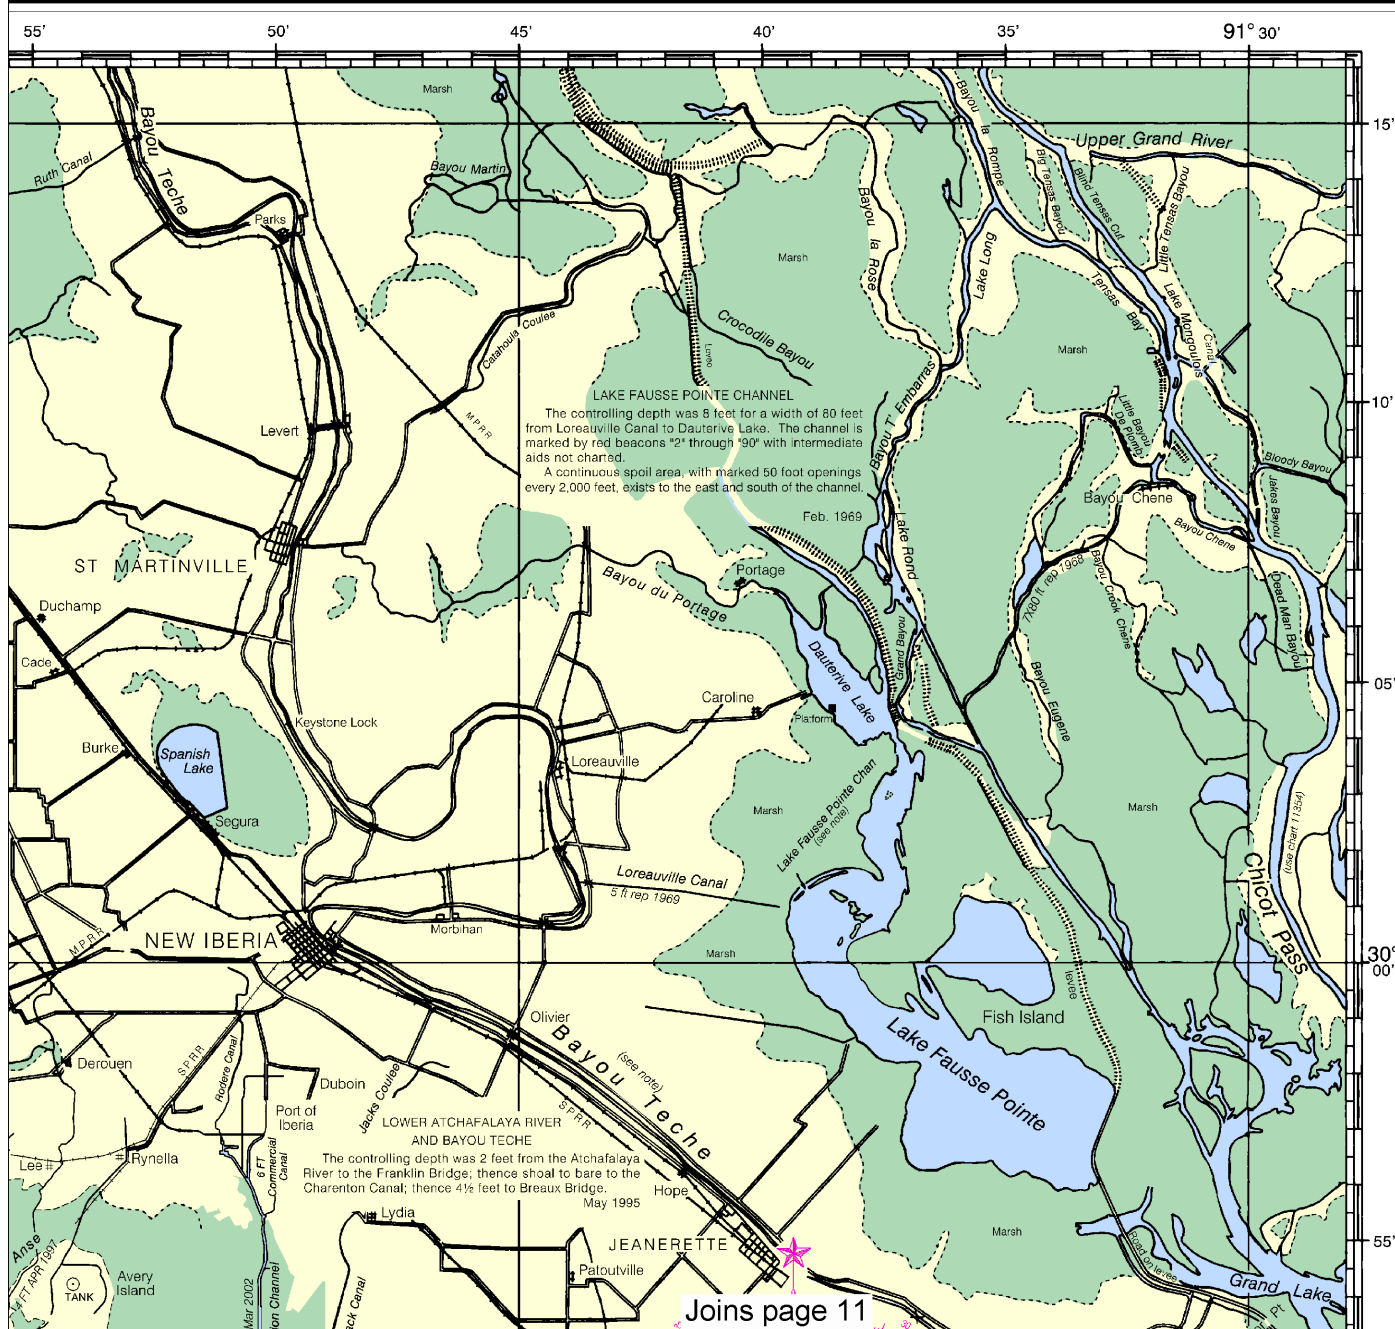 55'
50'
45'
40'
35'
91° 30'
15'
10'
05'
30°
00'
55'
Marsh
Bayou Teche
Ruth Canal
Bayou Martin
Parks
Bayou la Rompe
Upper Grand River
Big Tensas Bayou
Blind Tensas Cut
Little Tensas Bayou
Bayou la Rose
Lake Long
Marsh
Tensas Bay
Lake Mongoulois
Canal
Catahoula Coulee
Crocodile Bayou
Levee
Marsh
MPRR
Levert
Bayou T' Embarras
Little Bayou
De Plomb
LAKE FAUSSE POINTE CHANNEL
The controlling depth was 8 feet for a width of 80 feet
from Loreauville Canal to Dauterive Lake. The channel is
marked by red beacons "2" through "90" with intermediate
aids not charted.
A continuous spoil area, with marked 50 foot openings
every 2,000 feet, exists to the east and south of the channel.
Feb. 1969
Bloody Bayou
Jakes Bayou
Bayou Chene
Bayou Chene
Lake Rond
ST MARTINVILLE
Bayou du Portage
Portage
7X80 ft rep 1968
Bayou Crook Chene
Dead Man Bayou
Duchamp
Cade
Grand Bayou
Dauterive Lake
Bayou Eugene
Caroline
Platform
Keystone Lock
Burke
Spanish
Lake
Loreauville
Segura
Marsh
Lake Fausse Pointe Chan
(see note)
Marsh
(use chart 11354)
Chicot Pass
Loreauville Canal
5 ft rep 1969
Morbihan
MPRR
NEW IBERIA
Marsh
levee
Fish Island
Lake Fausse Pointe
Olivier
Bayou Teche
(see note)
SPRR
Derouen
SPRR
Rodere Canal
Duboin
Jacks Coulee
Port of
Iberia
6 FT
Commercial
Canal
LOWER ATCHAFALAYA RIVER
AND BAYOU TECHE
The controlling depth was 2 feet from the Atchafalaya
River to the Franklin Bridge; thence shoal to bare to the
Charenton Canal; thence 4½ feet to Breaux Bridge.
May 1995
Lee
Rynella
Hope
Lydia
JEANERETTE
Patoutville
Marsh
Road on levee
Grand Lake
Pt
Anse
14 FT APR 1997
TANK
Avery
Island
Mar 2002
ion Channel
ack Canal
Joins page 11